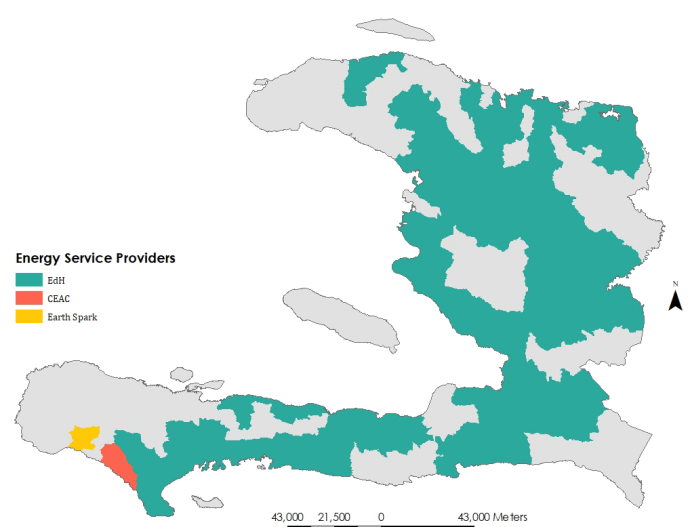 Energy Service Providers
EdH
CEAC
Earth Spark
N
43,000 21,500 0 43,000 Meters